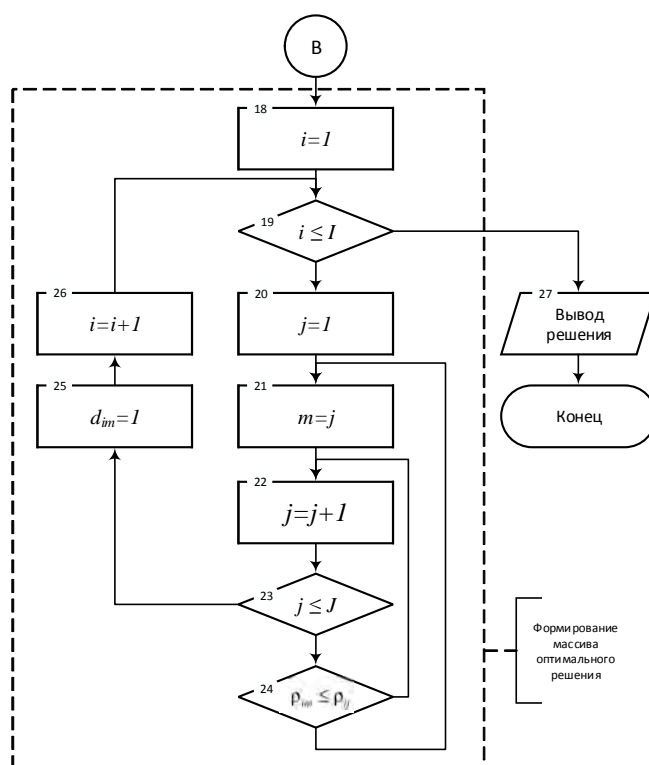 B
18
i=1
19
i ≤ I
20
j=1
21
m=j
22
j=j+1
23
j ≤ J
24
ρim ≤ ρij
25
dim=1
26
i=i+1
27
Вывод
решения
Конец
Формирование
массива
оптимального
решения